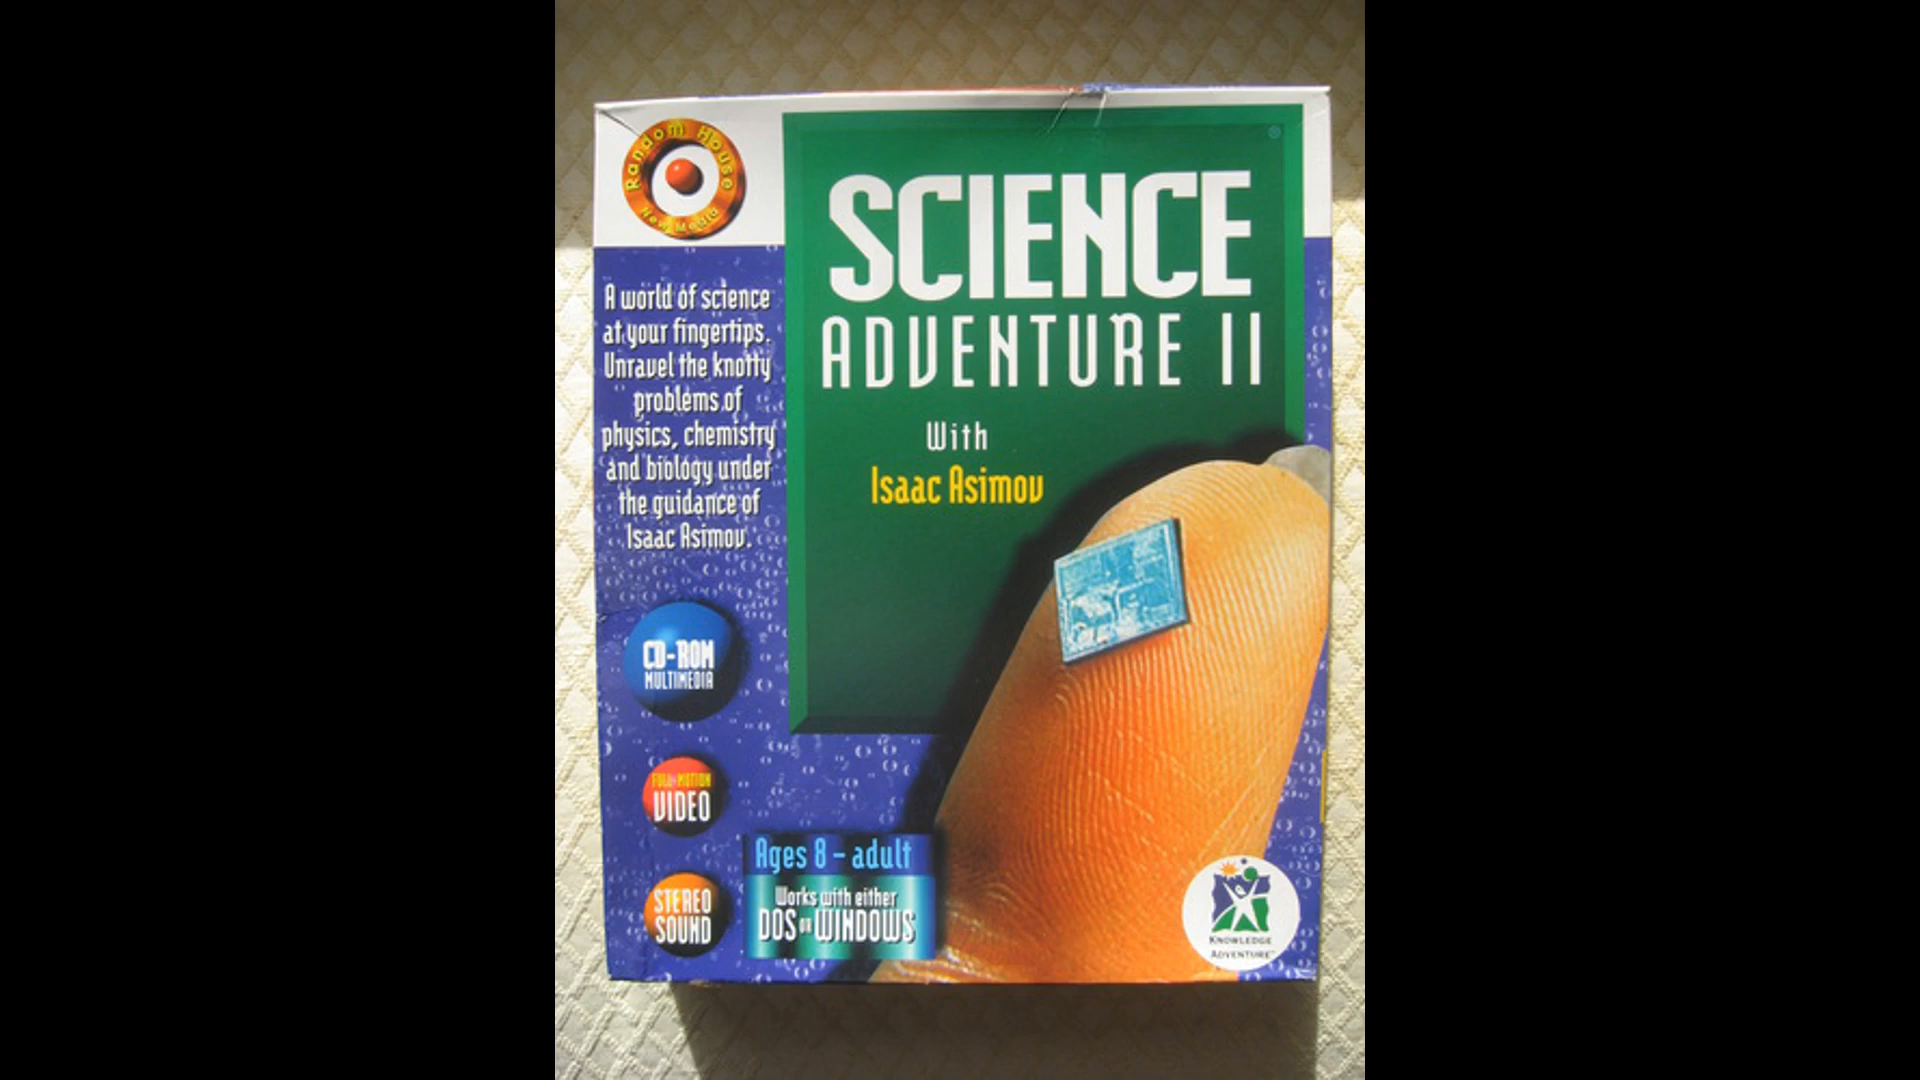 Random House
New Media
SCIENCE
ADVENTURE II
With
Isaac Asimov
A world of science
at your fingertips.
Unravel the knotty
problems of
physics, chemistry
and biology under
the guidance of
Isaac Asimov.
CD-ROM
MULTIMEDIA
FULL-MOTION
VIDEO
STEREO
SOUND
Ages 8 - adult
Works with either
DOS OR WINDOWS
KNOWLEDGE
ADVENTURE™